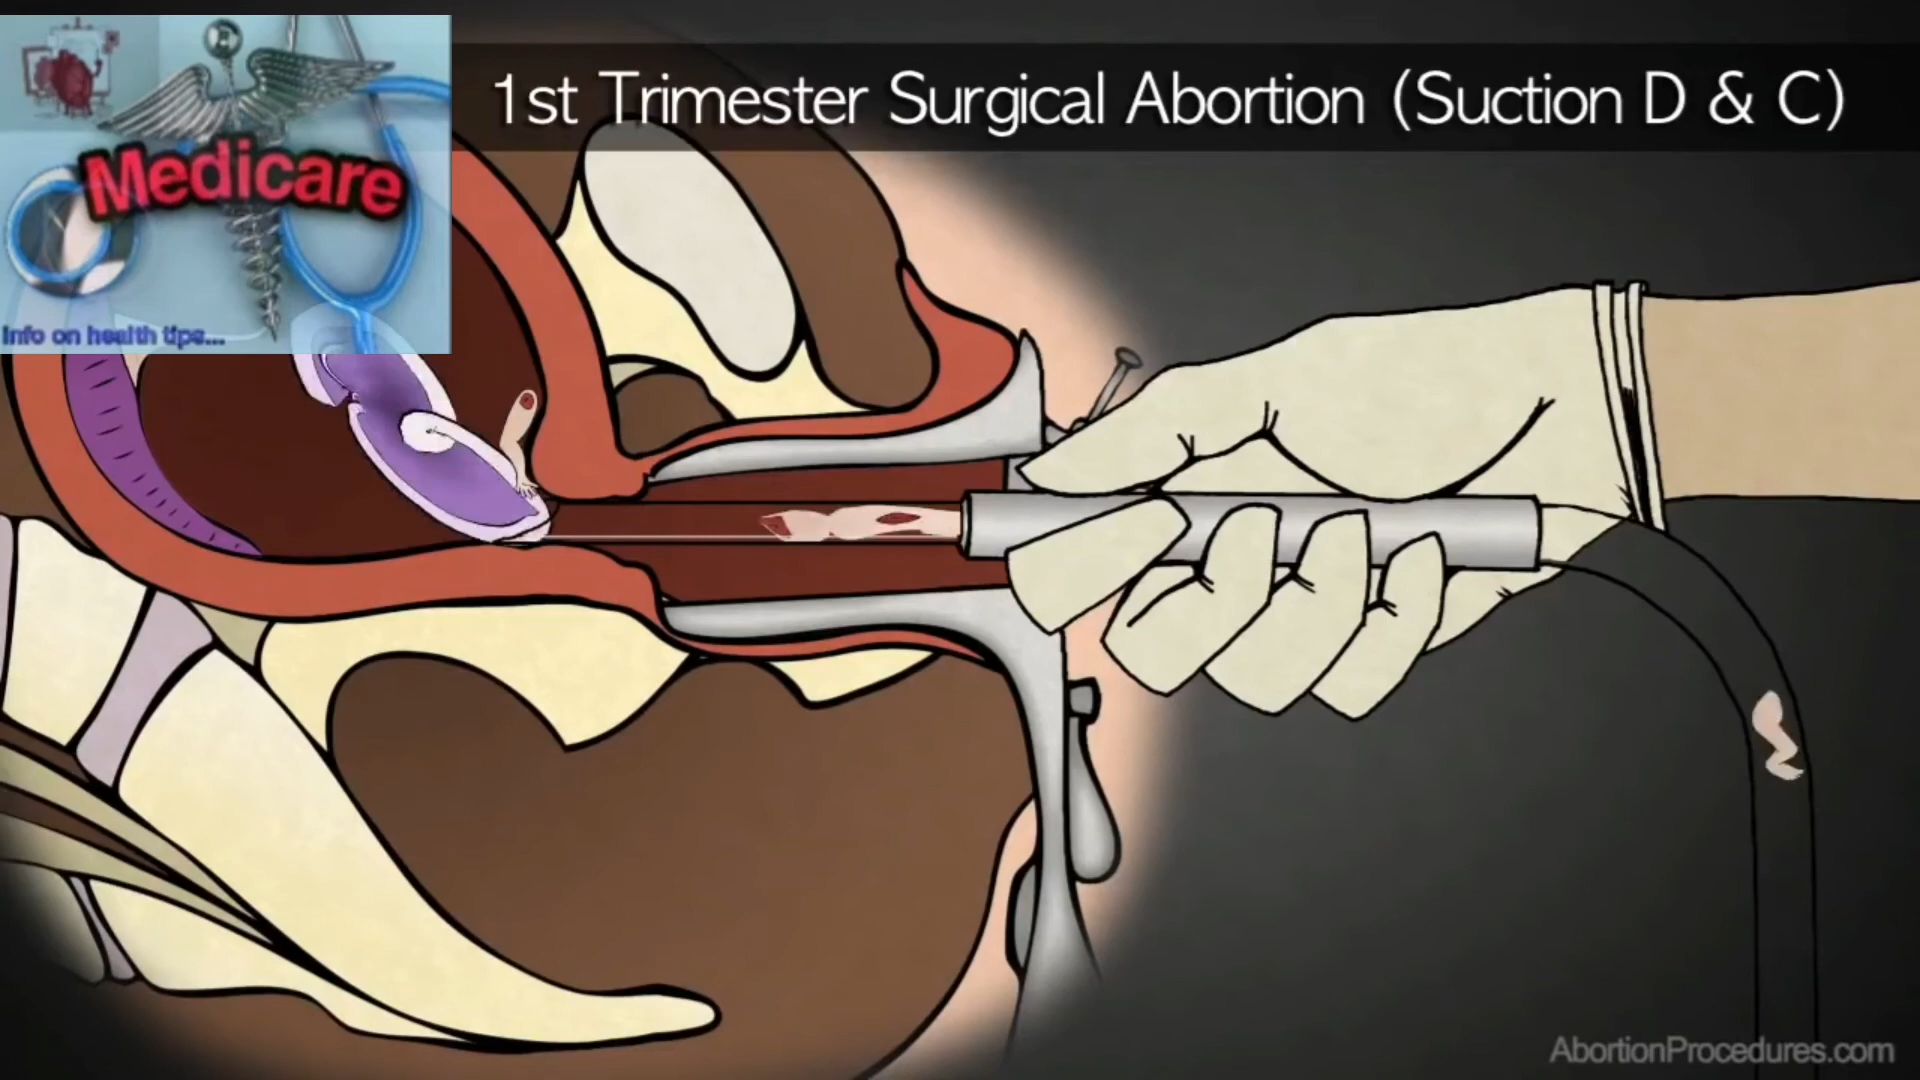 1st Trimester Surgical Abortion (Suction D & C)
Medicare
Info on health tips...
AbortionProcedures.com